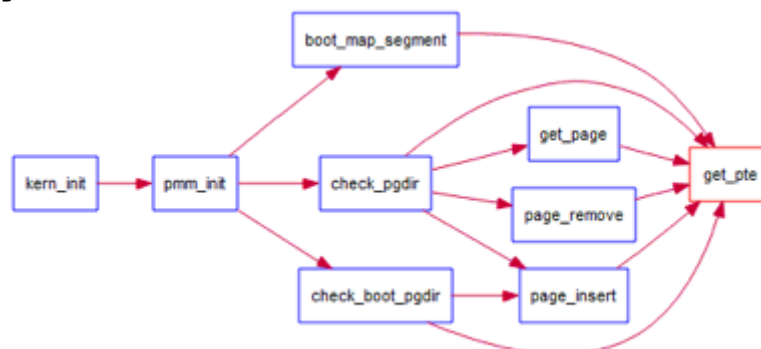 boot_map_segment
get_page
kern_init
pmm_init
check_pgdir
get_pte
page_remove
check_boot_pgdir
page_insert